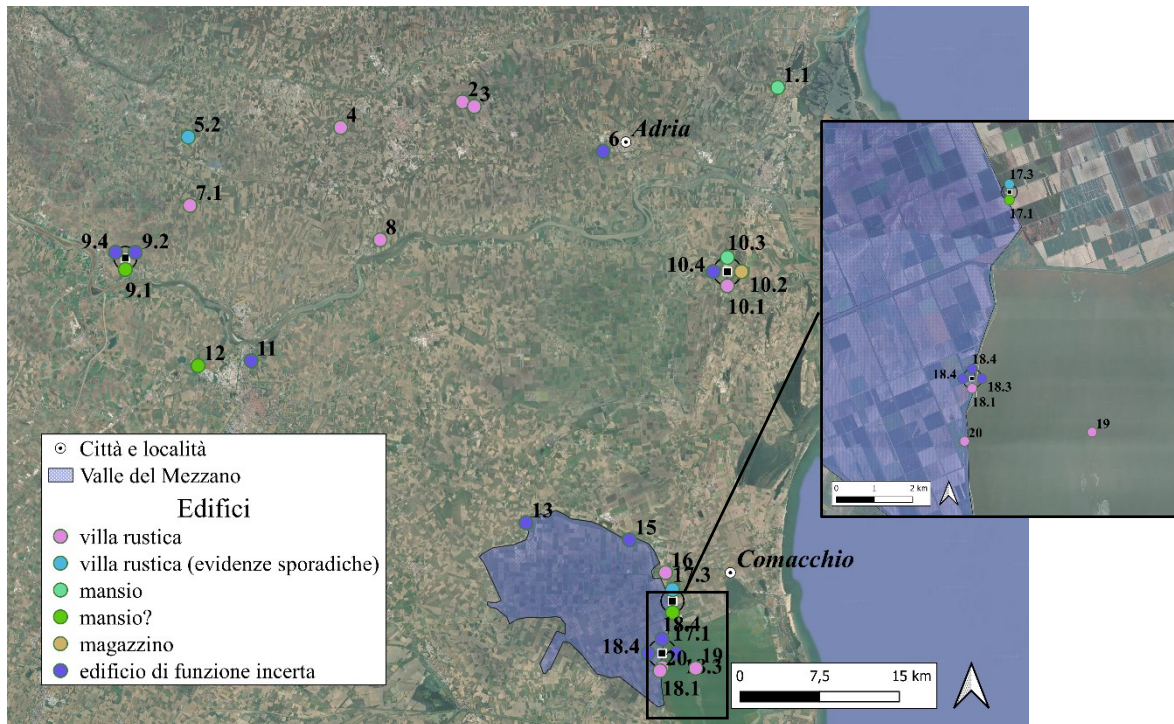 1.1
2
3
4
5.2
6
Adria
7.1
8
9.4
9.2
9.1
10.3
10.4
10.2
10.1
12
11
17.3
17.1
18.4
18.4
18.3
18.1
20
19
0 1 2 km
Città e località
Valle del Mezzano
Edifici
villa rustica
villa rustica (evidenze sporadiche)
mansio
mansio?
magazzino
edificio di funzione incerta
13
15
16
Comacchio
17.3
18.4
17.1
18.4
20
19
18.3
18.1
0 7,5 15 km